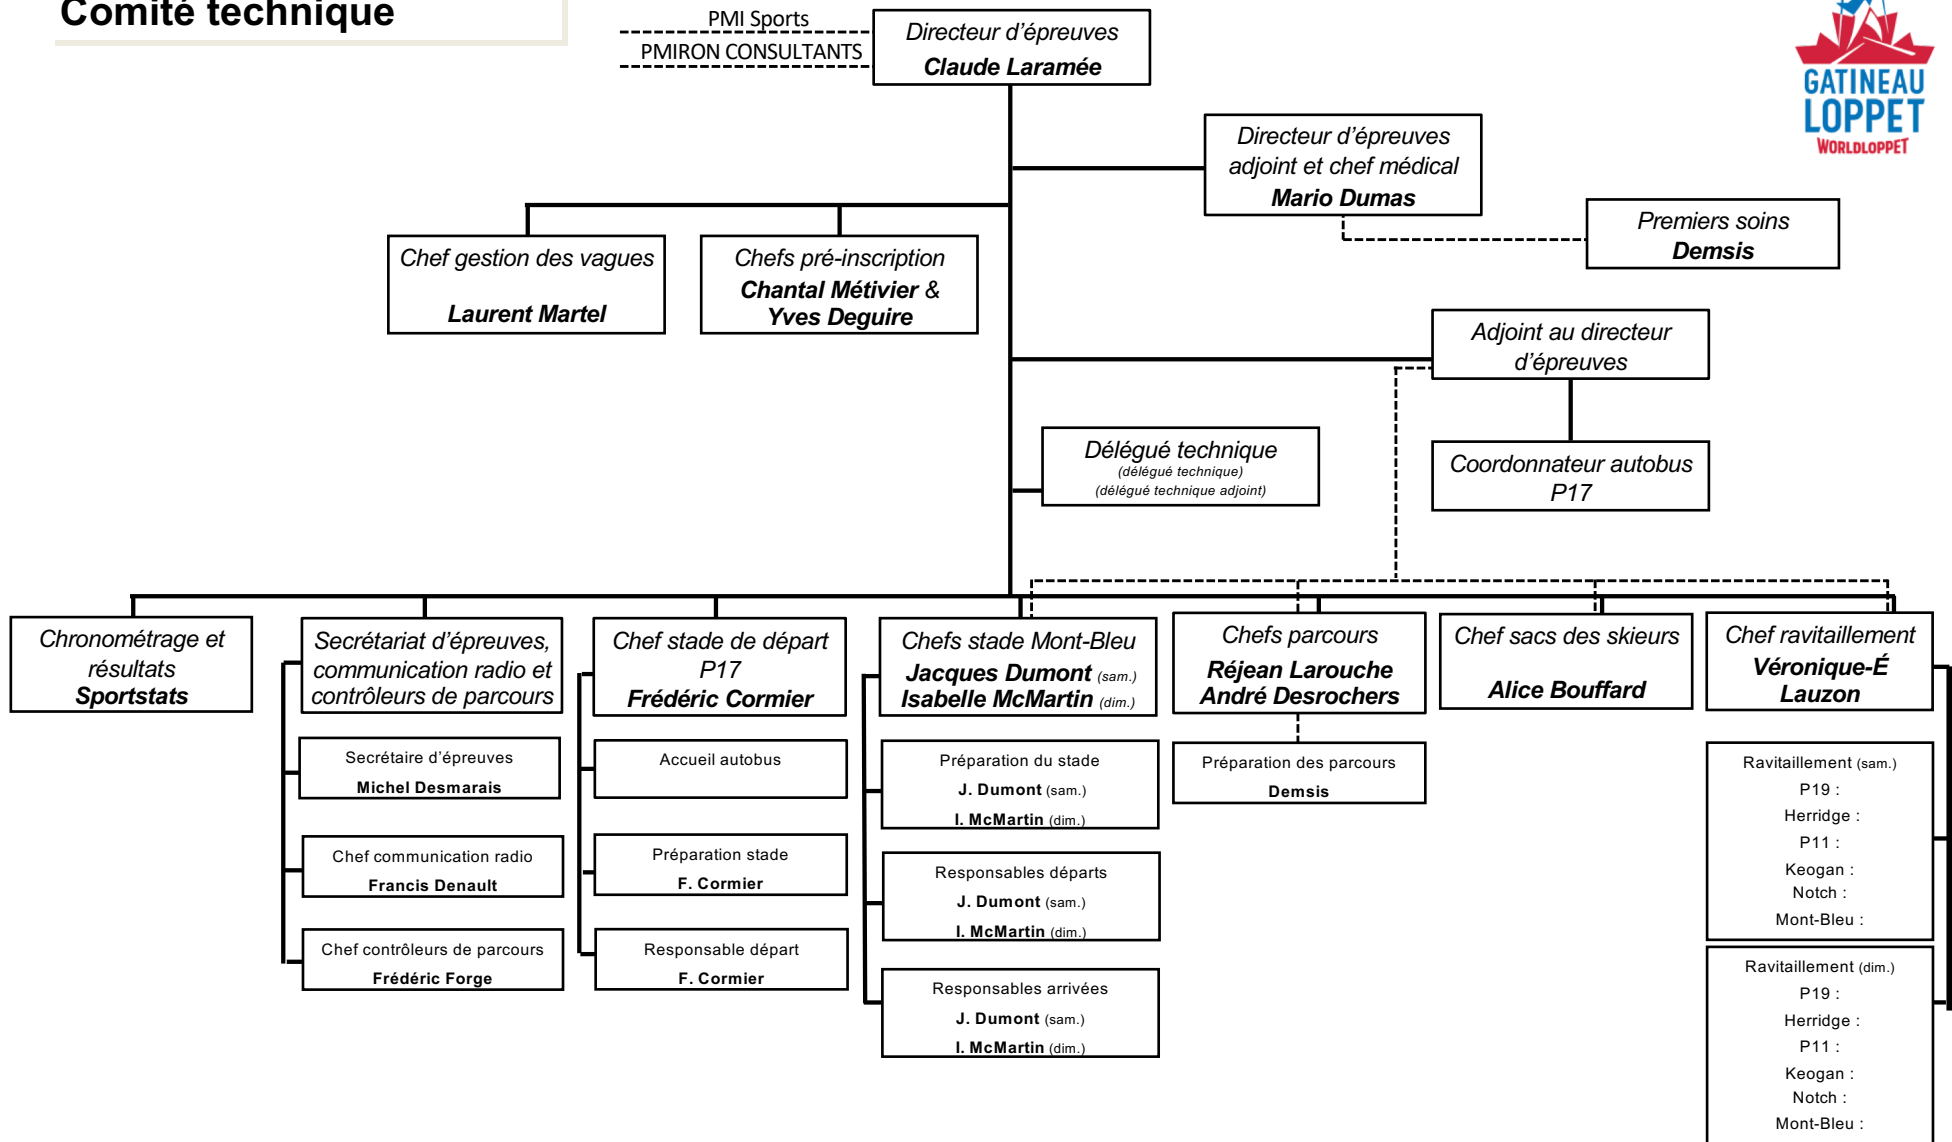 Comité technique
PMI Sports
PMIRON CONSULTANTS
Directeur d'épreuves
Claude Laramée
GATINEAU
LOPPET
WORLDLOPPET
Directeur d'épreuves
adjoint et chef médical
Mario Dumas
Premiers soins
Demsis
Chef gestion des vagues
Laurent Martel
Chefs pré-inscription
Chantal Métivier &
Yves Deguire
Adjoint au directeur
d'épreuves
Délégué technique
(délégué technique)
(délégué technique adjoint)
Coordonnateur autobus
P17
Chronométrage et
résultats
Sportstats
Secrétariat d'épreuves,
communication radio et
contrôleurs de parcours
Secrétaire d'épreuves
Michel Desmarais
Chef communication radio
Francis Denault
Chef contrôleurs de parcours
Frédéric Forge
Chef stade de départ
P17
Frédéric Cormier
Accueil autobus
Préparation stade
F. Cormier
Responsable départ
F. Cormier
Chefs stade Mont-Bleu
Jacques Dumont (sam.)
Isabelle McMartin (dim.)
Préparation du stade
J. Dumont (sam.)
I. McMartin (dim.)
Responsables départs
J. Dumont (sam.)
I. McMartin (dim.)
Responsables arrivées
J. Dumont (sam.)
I. McMartin (dim.)
Chefs parcours
Réjean Larouche
André Desrochers
Préparation des parcours
Demsis
Chef sacs des skieurs
Alice Bouffard
Chef ravitaillement
Véronique-É
Lauzon
Ravitaillement (sam.)
P19 :
Herridge :
P11 :
Keogan :
Notch :
Mont-Bleu :
Ravitaillement (dim.)
P19 :
Herridge :
P11 :
Keogan :
Notch :
Mont-Bleu :